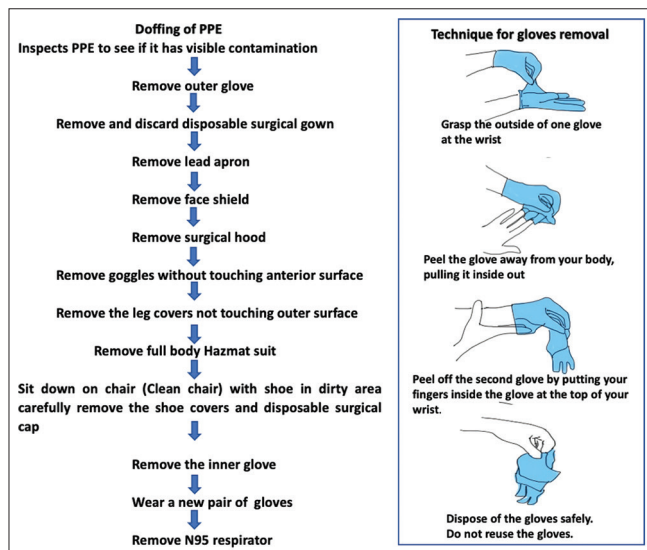 Doffing of PPE
Inspects PPE to see if it has visible contamination
Remove outer glove
Remove and discard disposable surgical gown
Remove lead apron
Remove face shield
Remove surgical hood
Remove goggles without touching anterior surface
Remove the leg covers not touching outer surface
Remove full body Hazmat suit
Sit down on chair (Clean chair) with shoe in dirty area
carefully remove the shoe covers and disposable surgical
cap
Remove the inner glove
Wear a new pair of gloves
Remove N95 respirator
Technique for gloves removal
Grasp the outside of one glove
at the wrist
Peel the glove away from your body,
pulling it inside out
Peel off the second glove by putting your
fingers inside the glove at the top of your
wrist.
Dispose of the gloves safely.
Do not reuse the gloves.